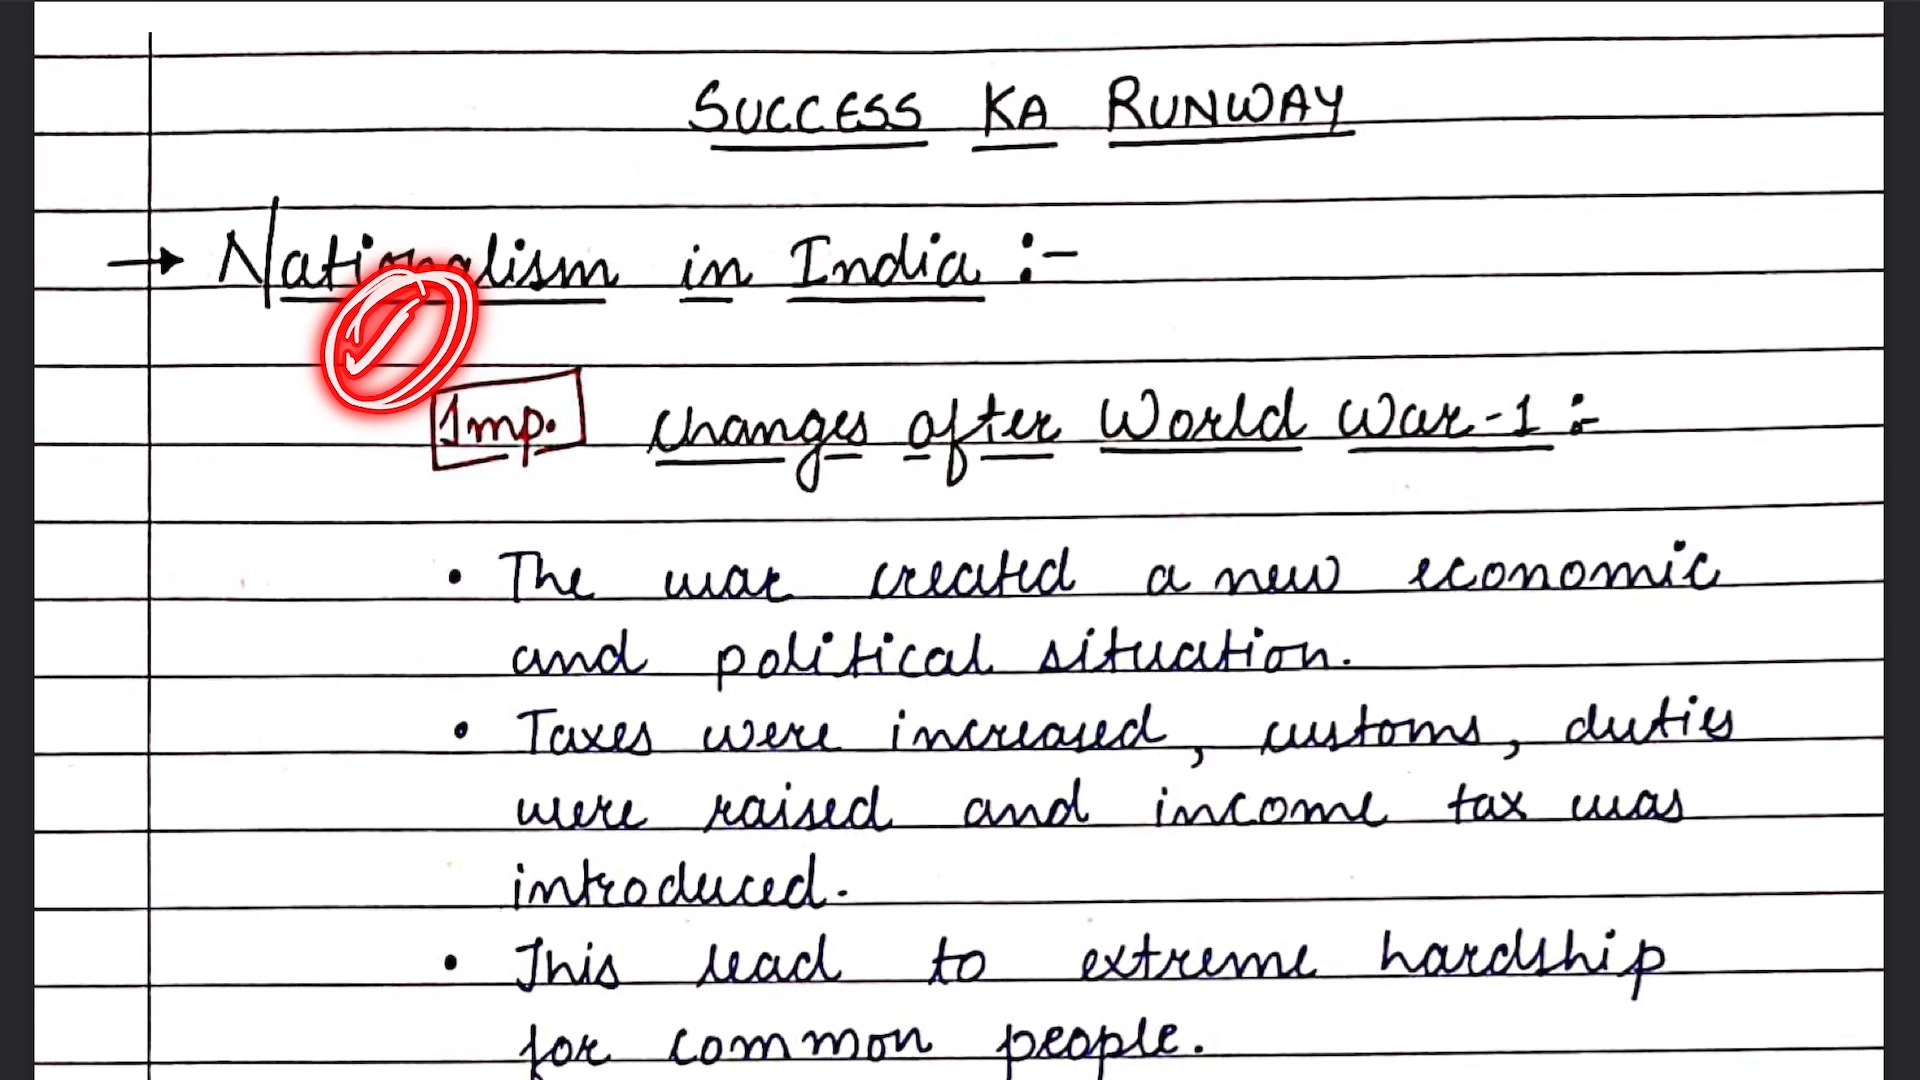 SUCCESS KA RUNWAY
→ Nationalism in India :-
Imp. Changes after World War-1 :-
• The war created a new economic
and political situation.
• Taxes were increased, customs, duties
were raised and income tax was
introduced.
• This lead to extreme hardship
for common people.